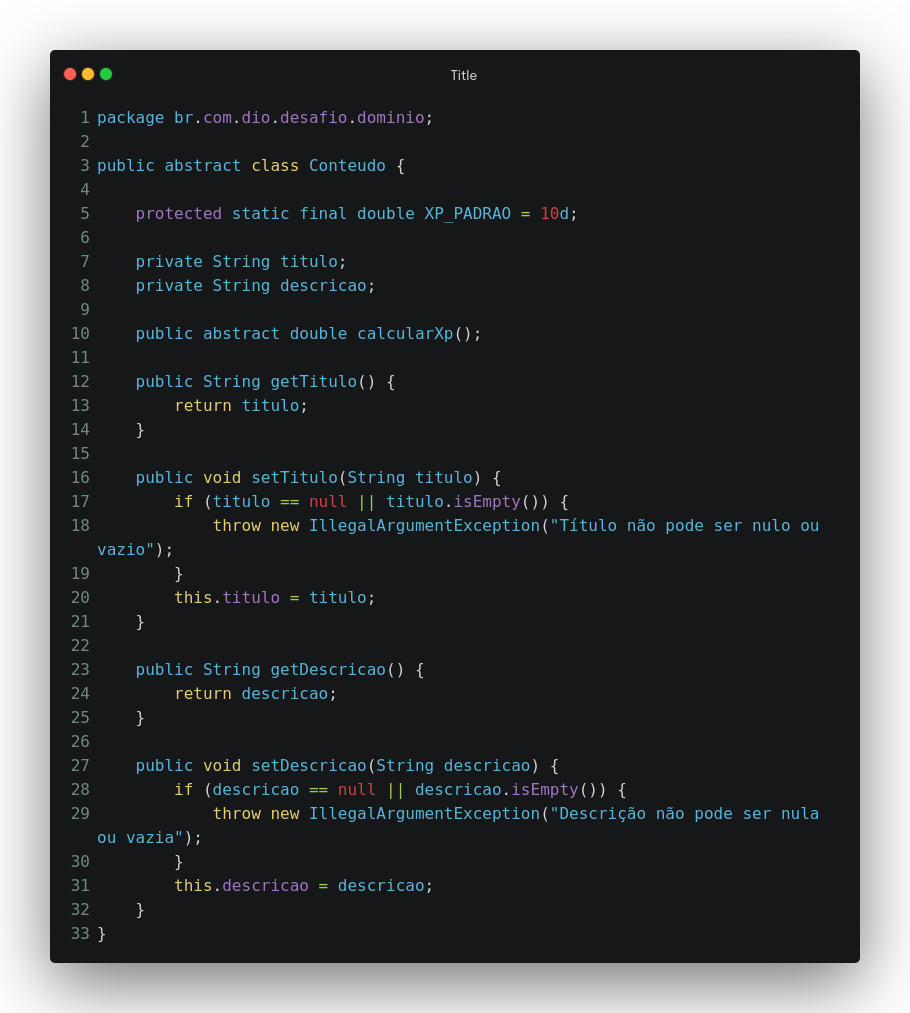 Title
1 package br.com.dio.desafio.dominio;
2
3 public abstract class Conteudo {
4
5     protected static final double XP_PADRAO = 10d;
6
7     private String titulo;
8     private String descricao;
9
10     public abstract double calcularXp();
11
12     public String getTitulo() {
13         return titulo;
14     }
15
16     public void setTitulo(String titulo) {
17         if (titulo == null || titulo.isEmpty()) {
18             throw new IllegalArgumentException("Título não pode ser nulo ou
vazio");
19         }
20         this.titulo = titulo;
21     }
22
23     public String getDescricao() {
24         return descricao;
25     }
26
27     public void setDescricao(String descricao) {
28         if (descricao == null || descricao.isEmpty()) {
29             throw new IllegalArgumentException("Descrição não pode ser nula
ou vazia");
30         }
31         this.descricao = descricao;
32     }
33 }